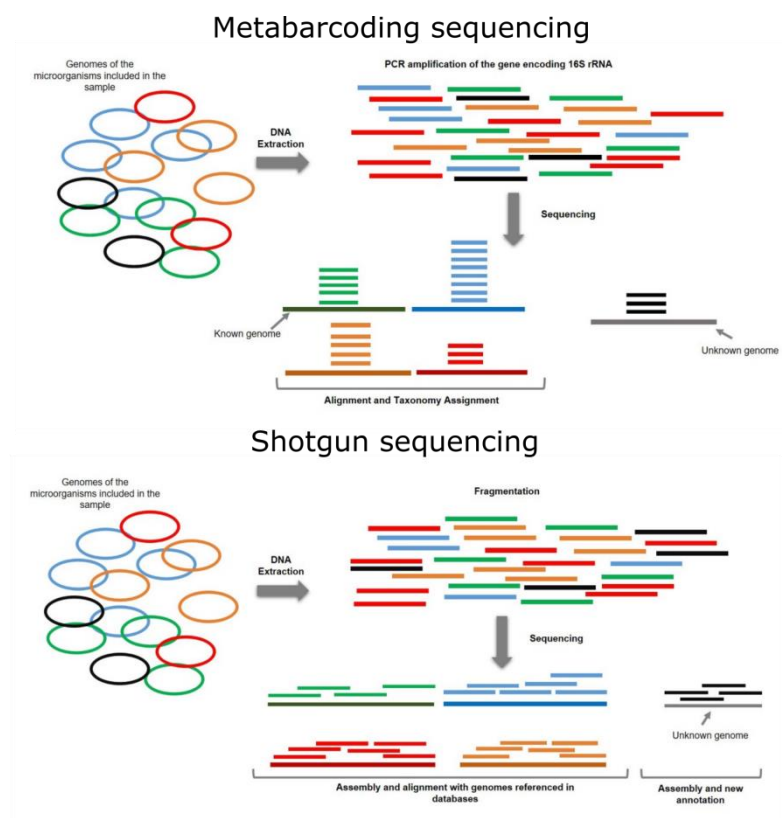 Metabarcoding sequencing
Genomes of the
microorganisms included in the
sample
PCR amplification of the gene encoding 16S rRNA
DNA
Extraction
Sequencing
Known genome
Unknown genome
Alignment and Taxonomy Assignment
Shotgun sequencing
Genomes of the
microorganisms included in the
sample
Fragmentation
DNA
Extraction
Sequencing
Unknown genome
Assembly and alignment with genomes referenced in
databases
Assembly and new
annotation